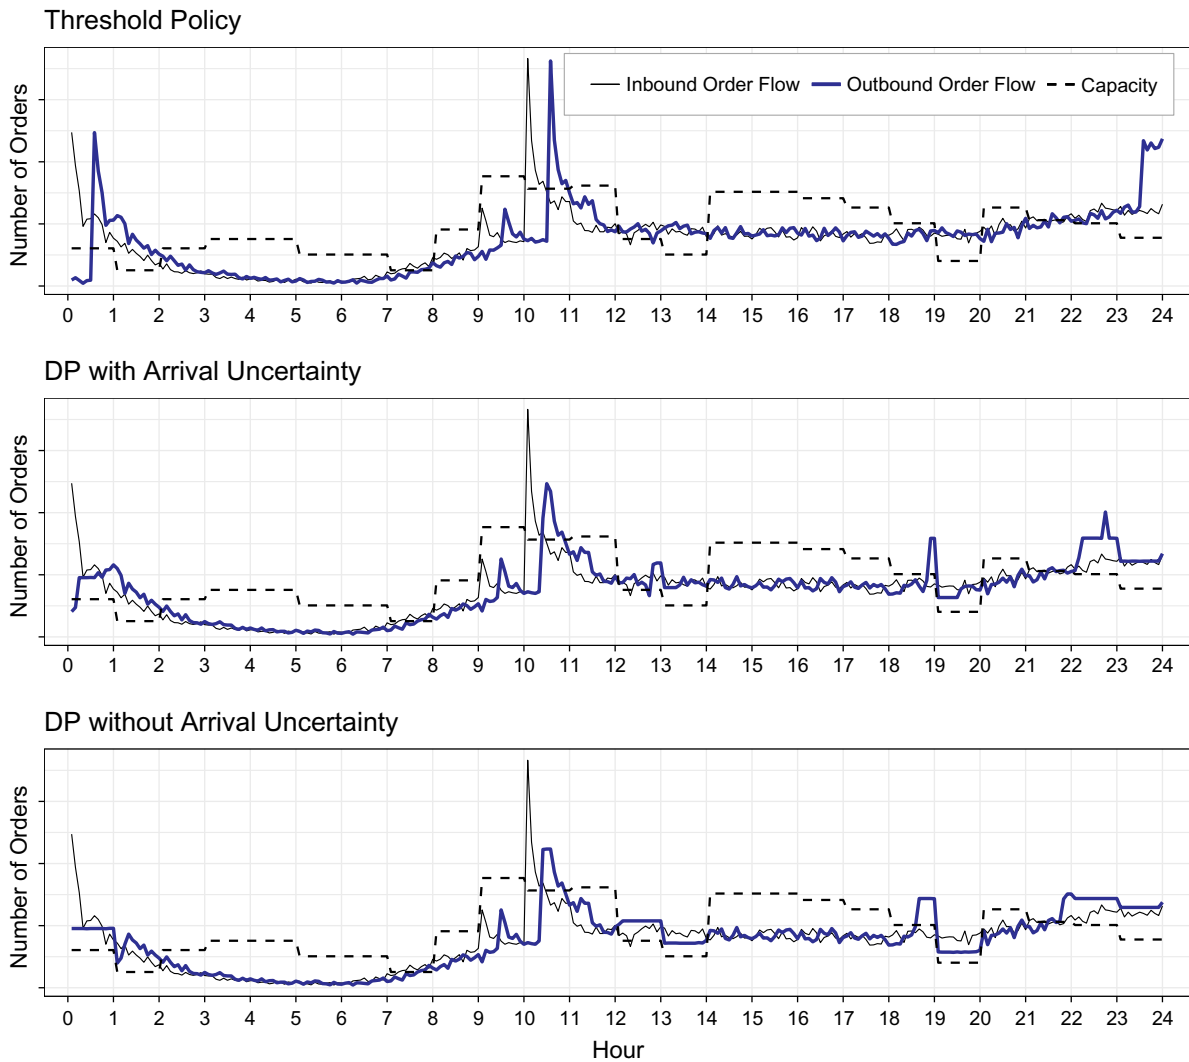 Threshold Policy
Number of Orders
Inbound Order Flow Outbound Order Flow Capacity
0 1 2 3 4 5 6 7 8 9 10 11 12 13 14 15 16 17 18 19 20 21 22 23 24
DP with Arrival Uncertainty
Number of Orders
0 1 2 3 4 5 6 7 8 9 10 11 12 13 14 15 16 17 18 19 20 21 22 23 24
DP without Arrival Uncertainty
Number of Orders
0 1 2 3 4 5 6 7 8 9 10 11 12 13 14 15 16 17 18 19 20 21 22 23 24
Hour